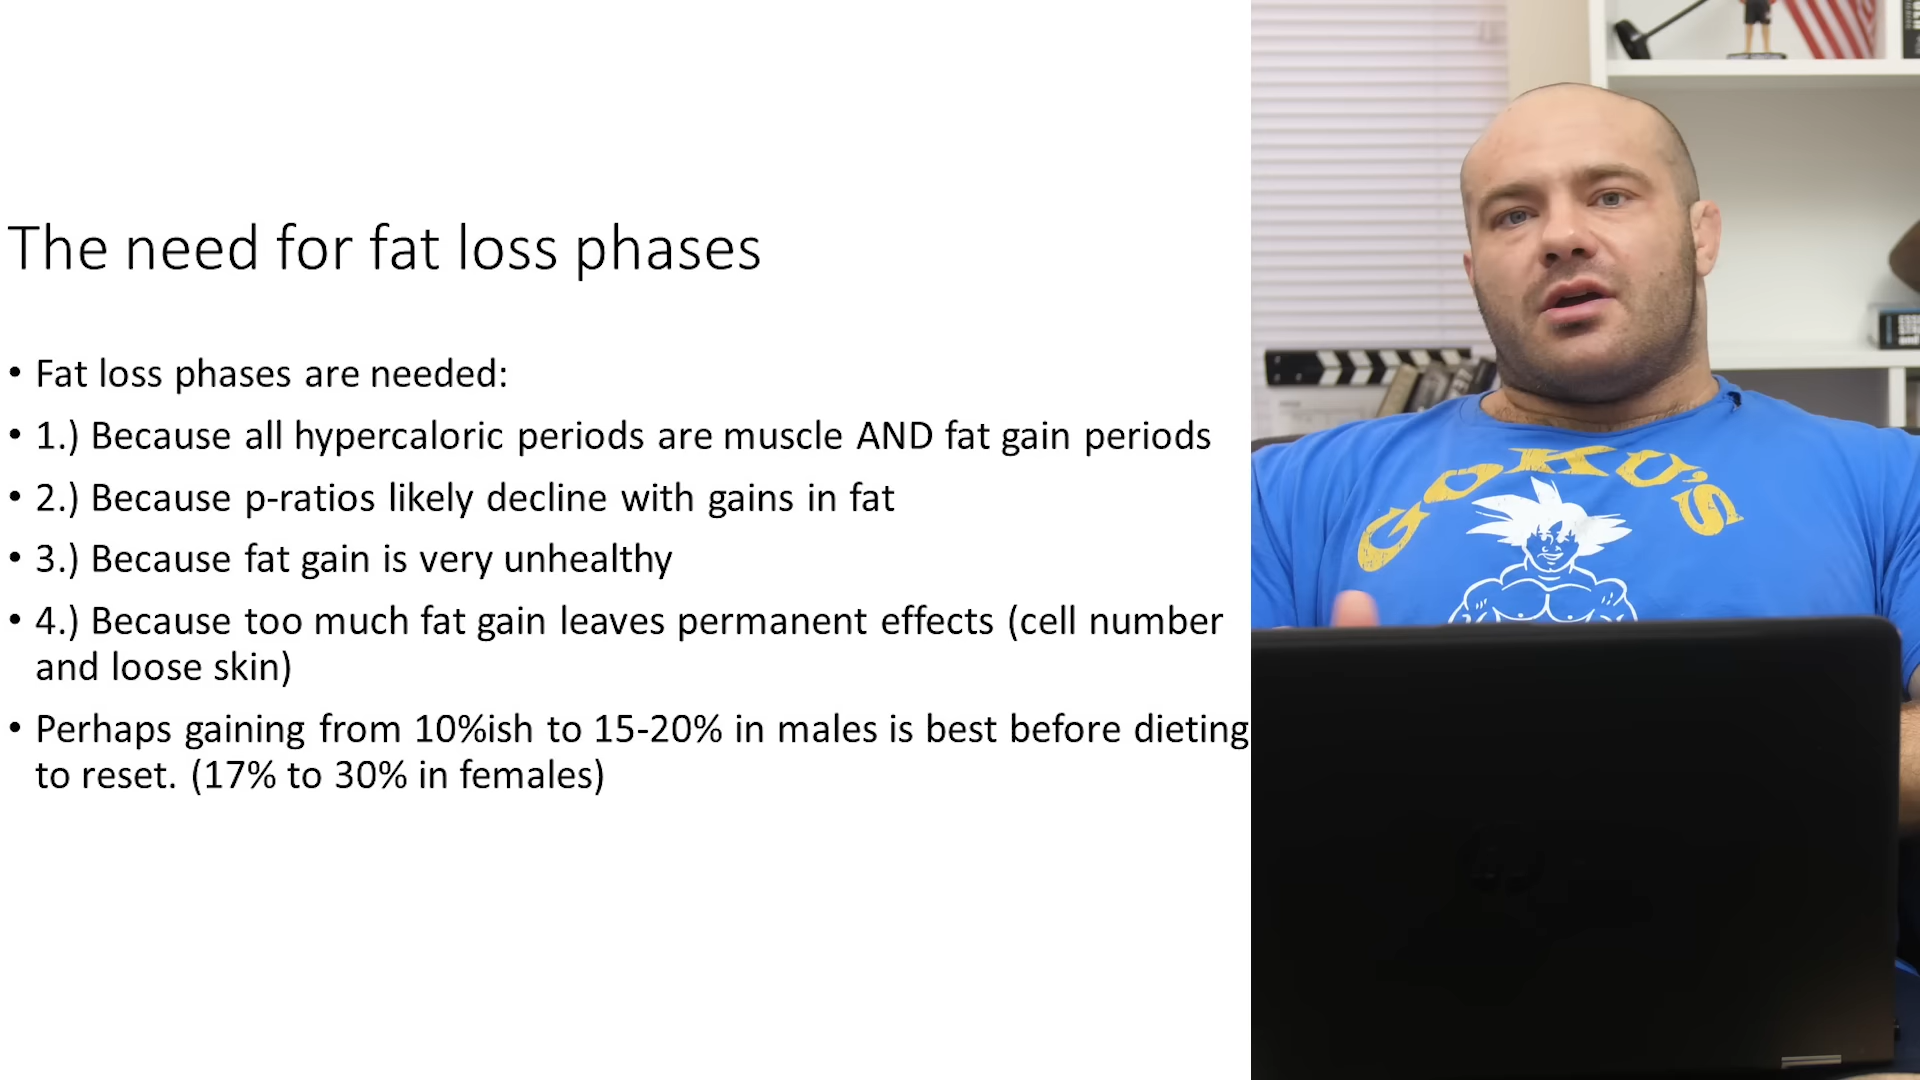 The need for fat loss phases
• Fat loss phases are needed:
• 1.) Because all hypercaloric periods are muscle AND fat gain periods
• 2.) Because p-ratios likely decline with gains in fat
• 3.) Because fat gain is very unhealthy
• 4.) Because too much fat gain leaves permanent effects (cell number
and loose skin)
• Perhaps gaining from 10%ish to 15-20% in males is best before dieting
to reset. (17% to 30% in females)
GOKU'S